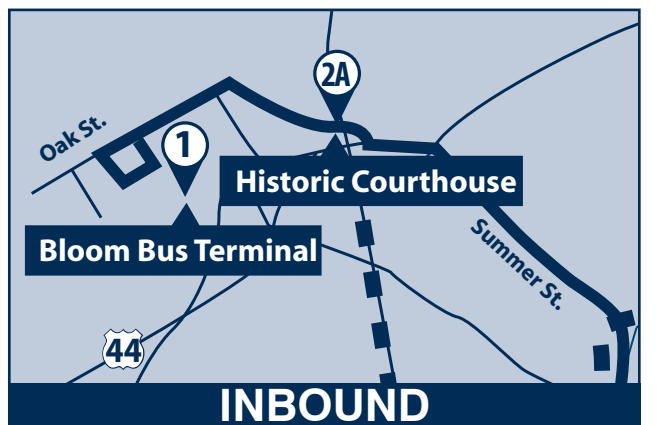 2A
Oak St.
1
Historic Courthouse
Bloom Bus Terminal
Summer St.
44
INBOUND